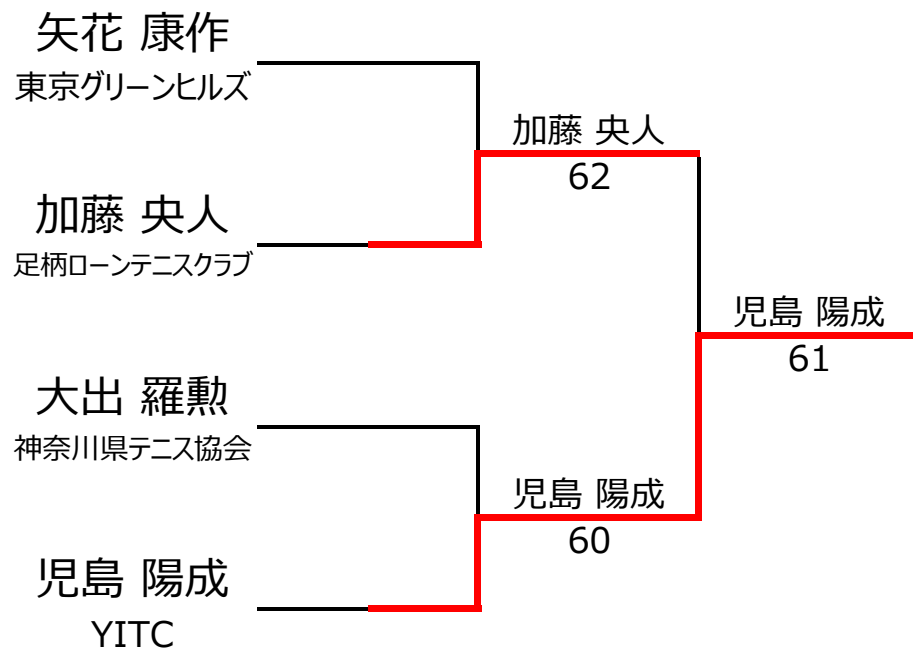 矢花 康作
東京グリーンヒルズ
加藤 央人
62
加藤 央人
足柄ローンテニスクラブ
児島 陽成
61
大出 羅勲
神奈川県テニス協会
児島 陽成
60
児島 陽成
YITC